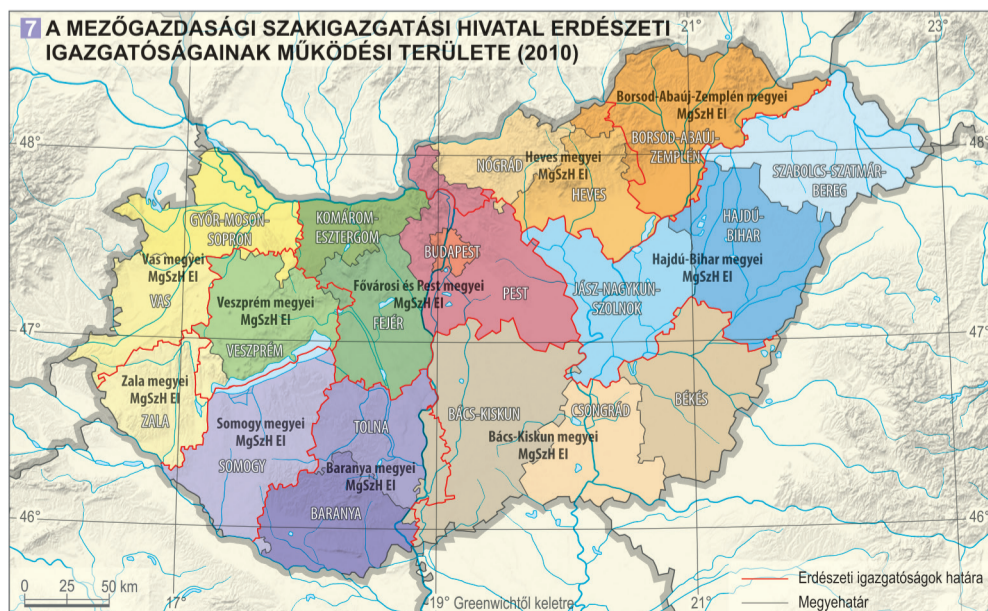 7 A MEZŐGAZDASÁGI SZAKIGAZGATÁSI HIVATAL ERDÉSZETI
IGAZGATÓSÁGAINAK MŰKÖDÉSI TERÜLETE (2010)
21°
23°
Borsod-Abaúj-Zemplén megyei
MgSzH EI
48°
48°
NÓGRÁD
Heves megyei
MgSzH EI
HEVES
BORSOD-ABAÚJ-
ZEMPLÉN
SZABOLCS-SZATMÁR-
BEREG
GYŐR-MOSON-
SOPRON
KOMÁROM-
ESZTERGOM
HAJDÚ-
BIHAR
Vas megyei
MgSzH EI
VAS
BUDAPEST
Hajdú-Bihar megyei
MgSzH EI
Veszprém megyei
MgSzH EI
VESZPRÉM
Fővárosi és Pest megyei
MgSzH EI
FEJÉR
PEST
JÁSZ-NAGYKUN-
SZOLNOK
47°
47°
Zala megyei
MgSzH EI
ZALA
Somogy megyei
MgSzH EI
SOMOGY
TOLNA
BÁCS-KISKUN
CSONGRÁD
BÉKÉS
Bács-Kiskun megyei
MgSzH EI
Baranya megyei
MgSzH EI
BARANYA
46°
46°
0 25 50 km
17°
19° Greenwichtől keletre
21°
Erdészeti igazgatóságok határa
Megyehatár